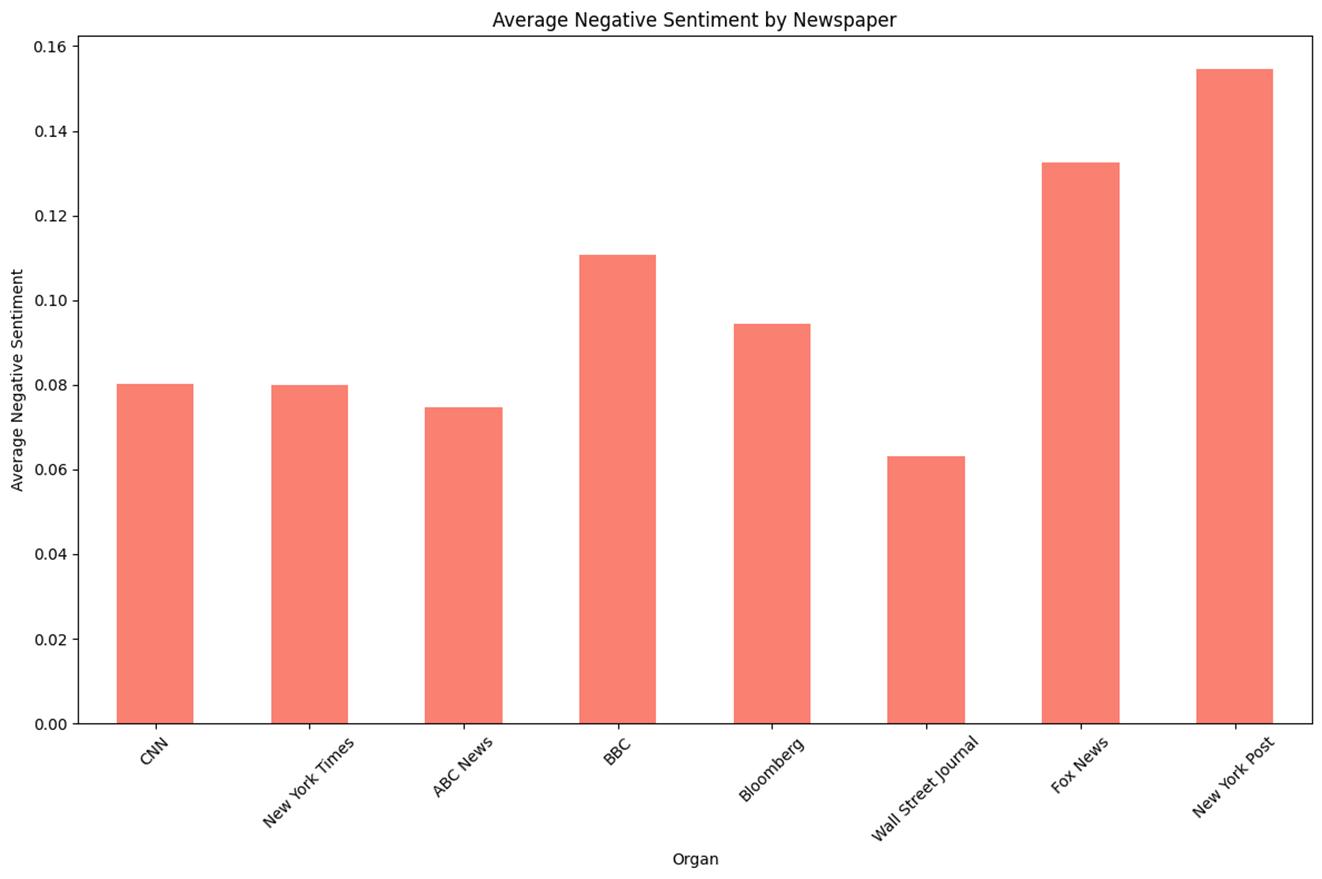 Average Negative Sentiment by Newspaper
Average Negative Sentiment
0.16
0.14
0.12
0.10
0.08
0.06
0.04
0.02
0.00
CNN
New York Times
ABC News
BBC
Bloomberg
Wall Street Journal
Fox News
New York Post
Organ